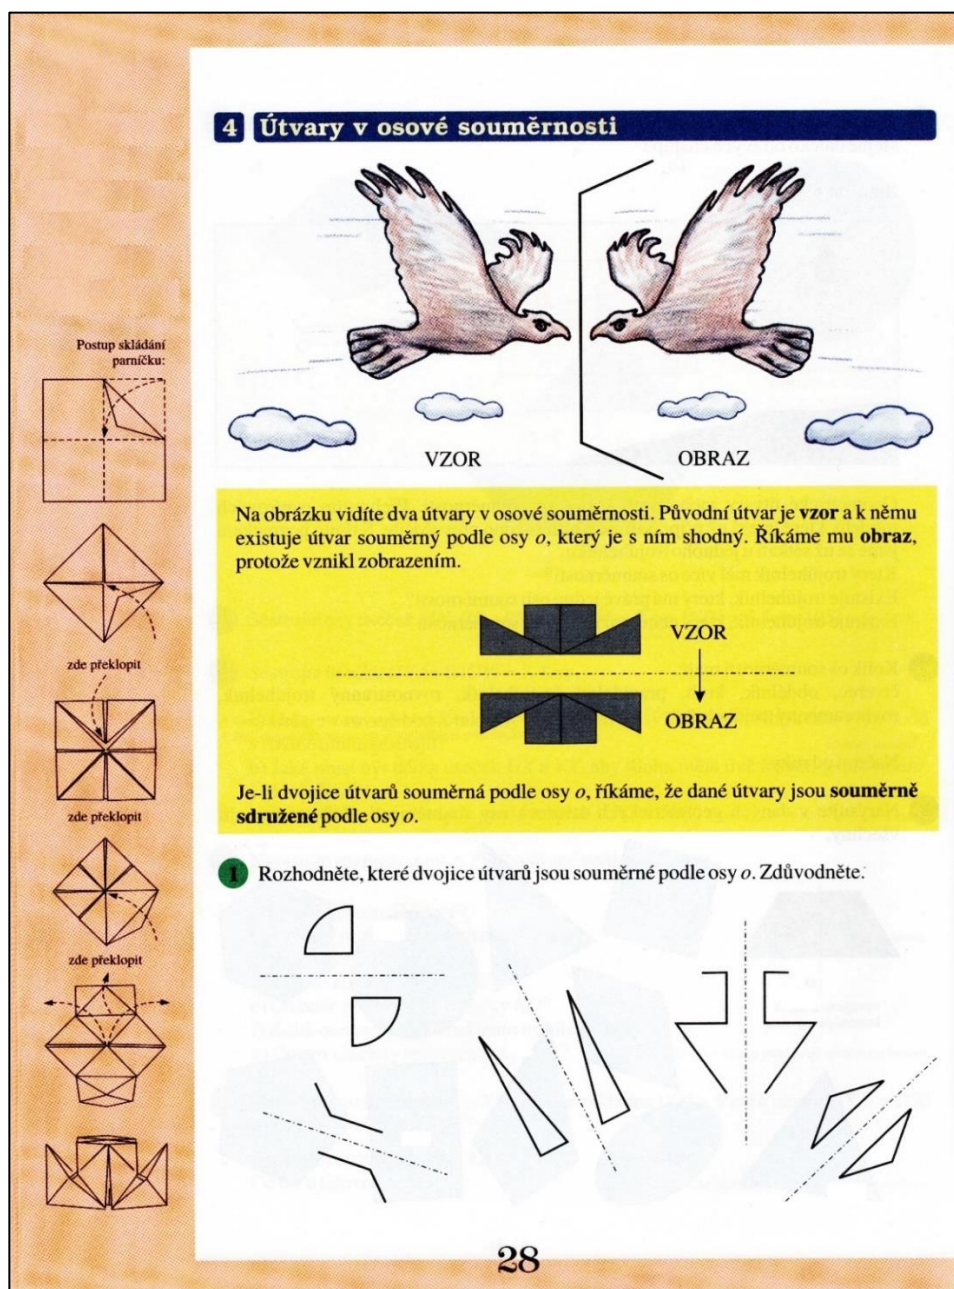 4 Útvary v osové souměrnosti
Postup skládání
parníčku:
zde překlopit
zde překlopit
zde překlopit
VZOR
OBRAZ
Na obrázku vidíte dva útvary v osové souměrnosti. Původní útvar je vzor a k němu
existuje útvar souměrný podle osy o, který je s ním shodný. Říkáme mu obraz,
protože vznikl zobrazením.
VZOR
OBRAZ
Je-li dvojice útvarů souměrná podle osy o, říkáme, že dané útvary jsou souměrně
sdružené podle osy o.
1 Rozhodněte, které dvojice útvarů jsou souměrné podle osy o. Zdůvodněte.
28